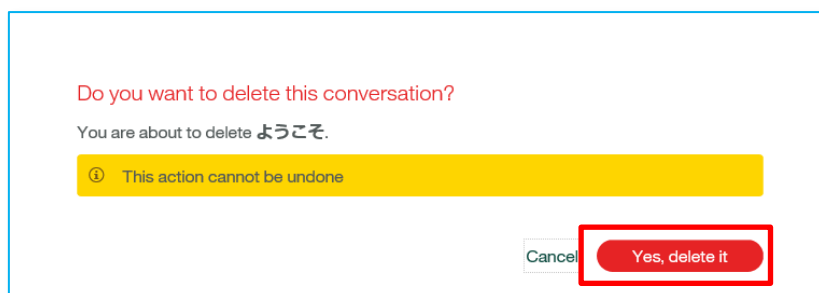 Do you want to delete this conversation?
You are about to delete ようこそ.
This action cannot be undone
Cancel
Yes, delete it